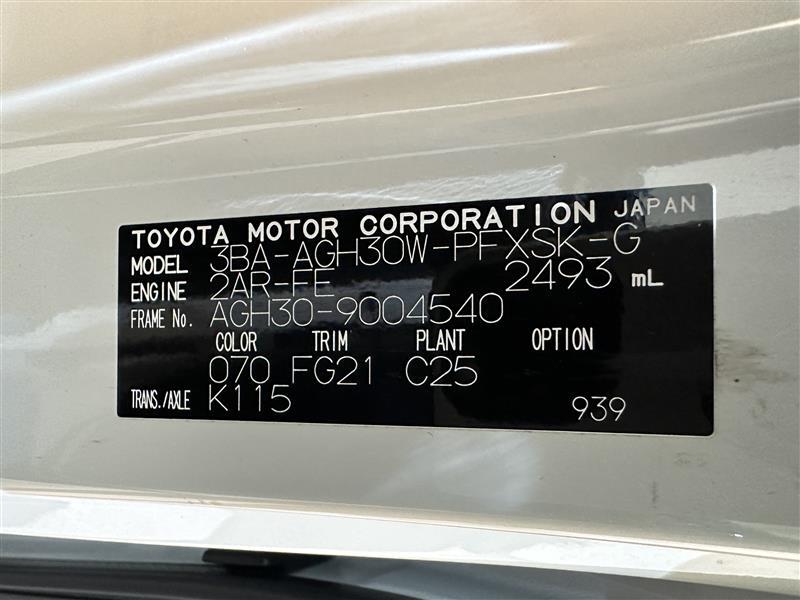 TOYOTA MOTOR CORPORATION JAPAN
MODEL 3BA-AGH30W-PFXSK-G
ENGINE 2AR-FE 2493 mL
FRAME No. AGH30-9004540
COLOR TRIM PLANT OPTION
070 FG21 C25
TRANS./AXLE K115 939